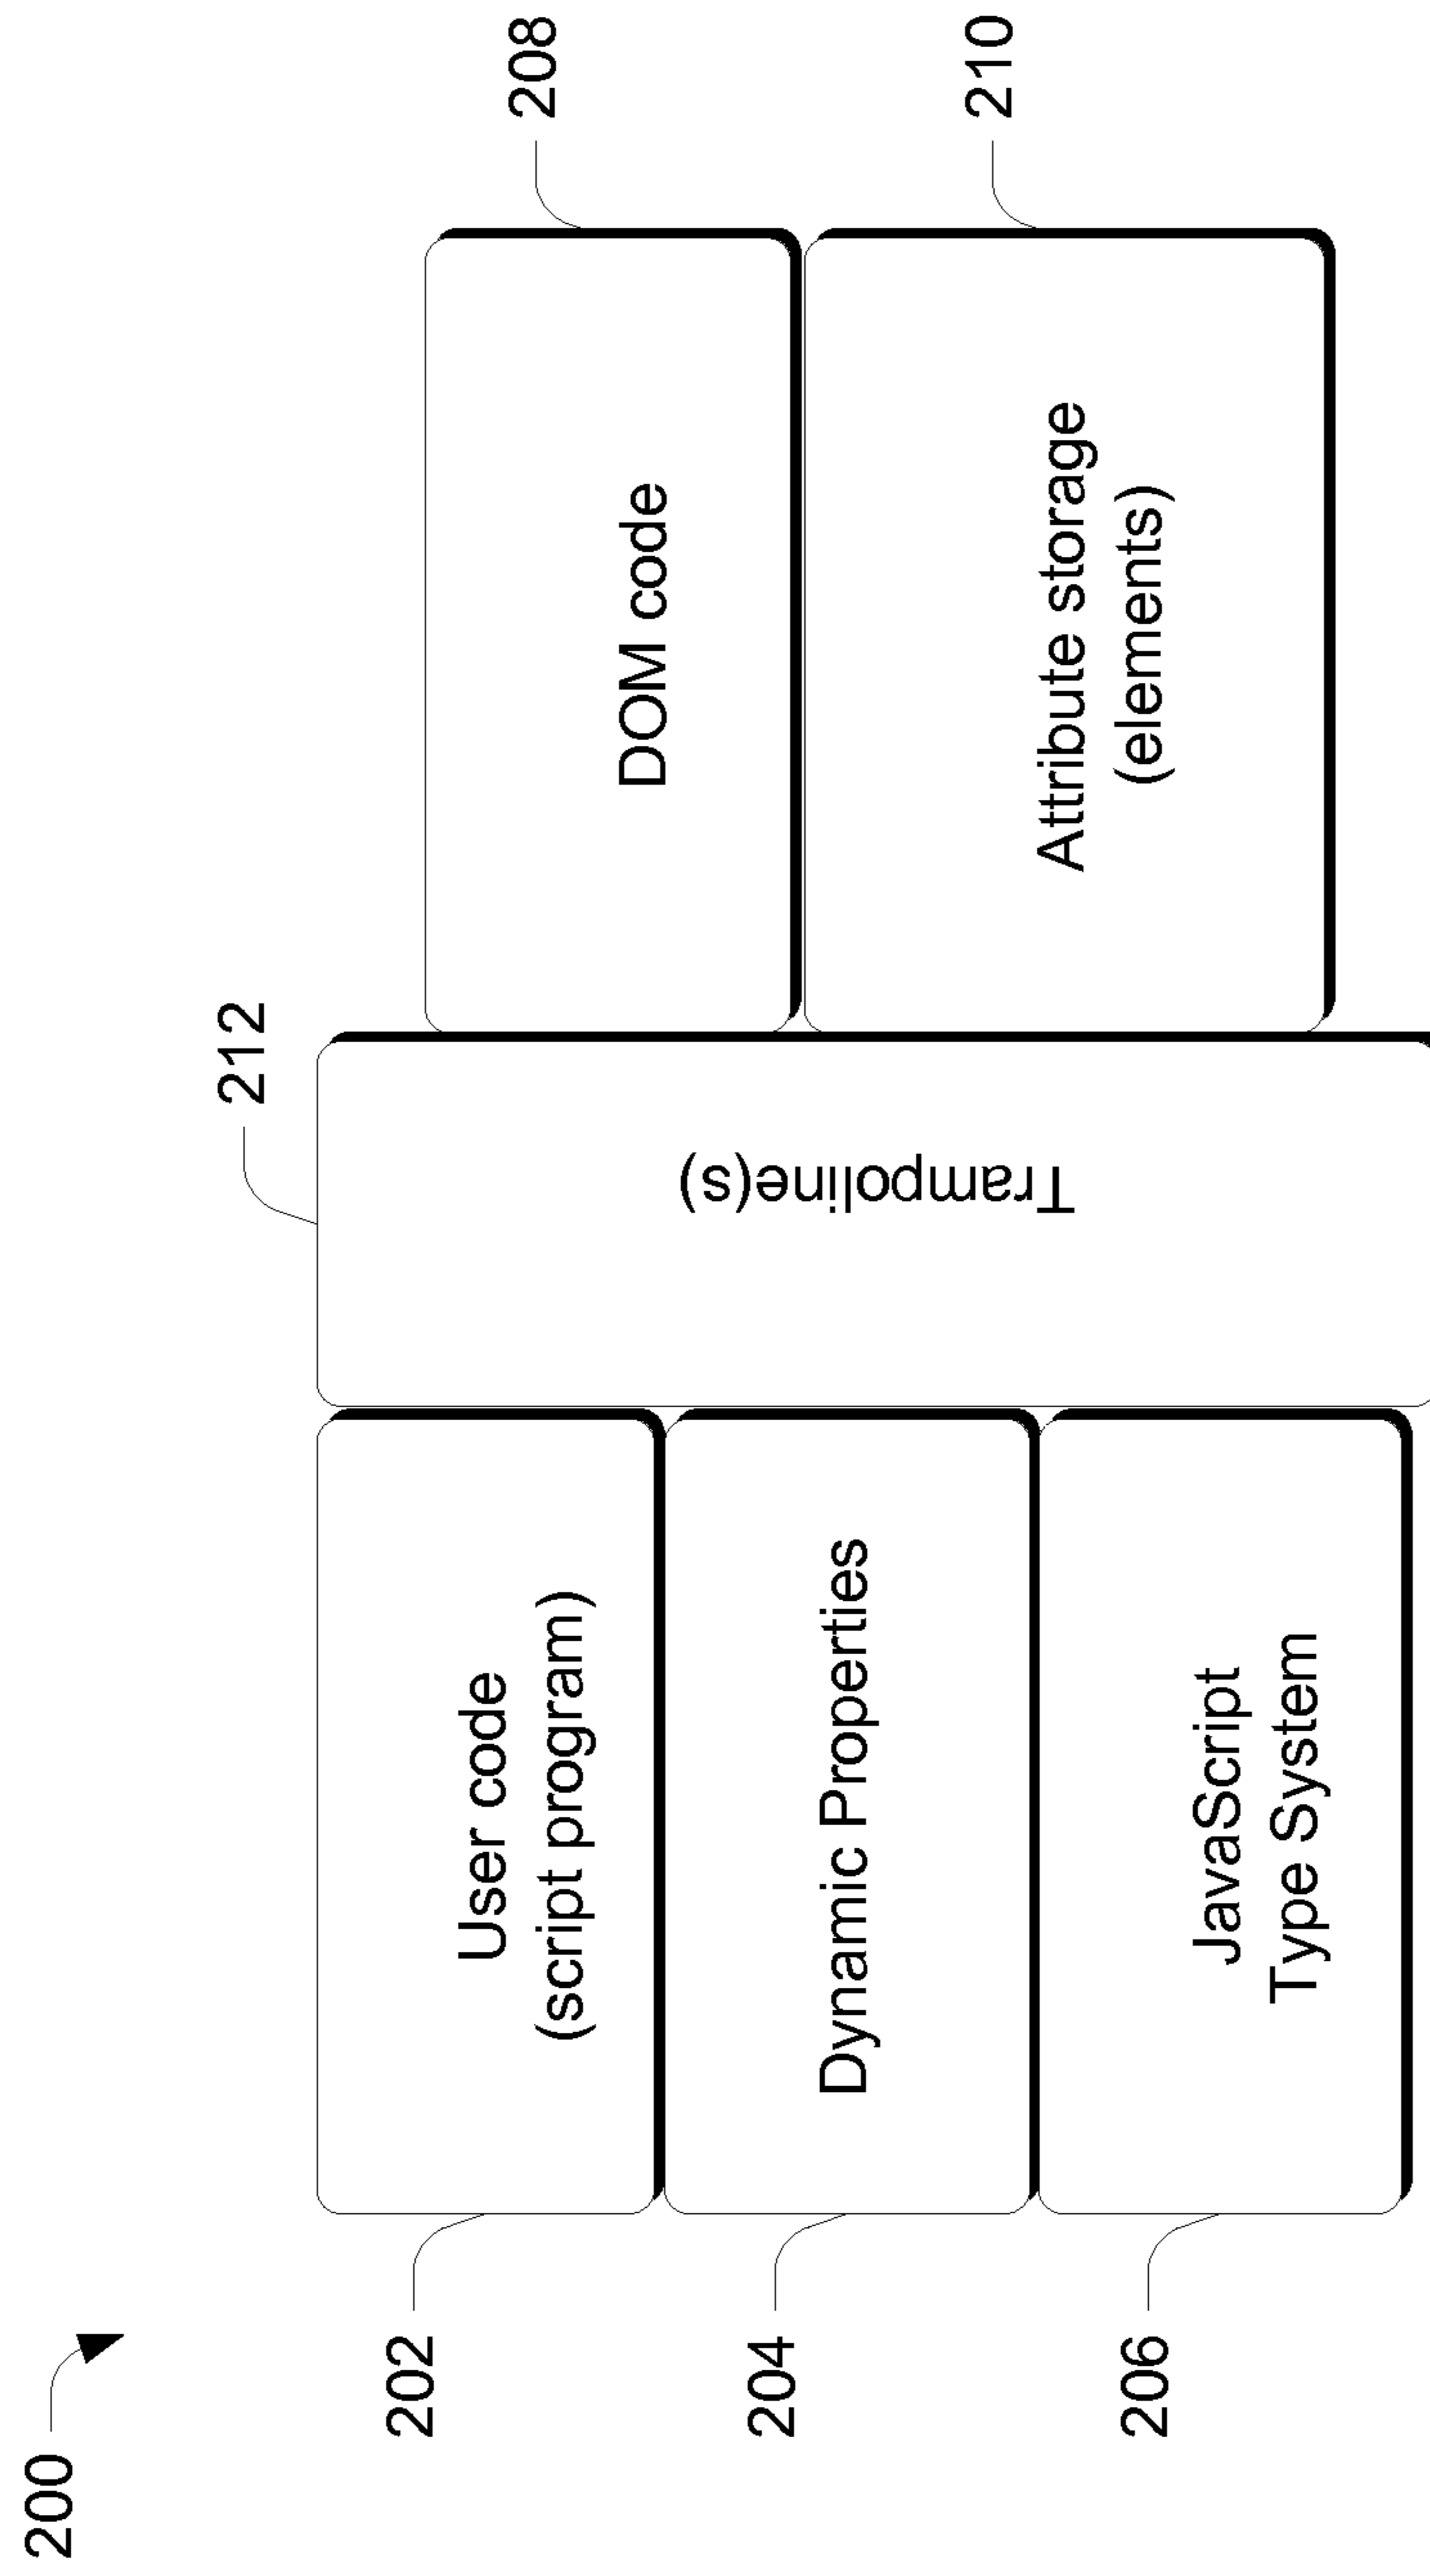 200
202
User code
(script program)
204
Dynamic Properties
206
JavaScript
Type System
212
Trampoline(s)
208
DOM code
210
Attribute storage
(elements)